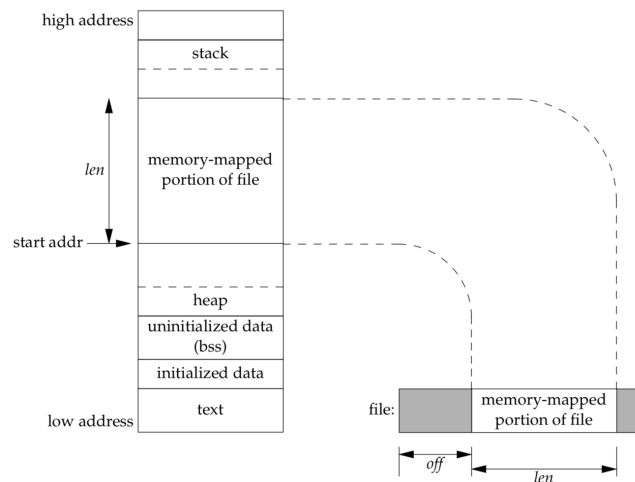 high address
stack
memory-mapped
portion of file
len
start addr
heap
uninitialized data
(bss)
initialized data
text
low address
file:
memory-mapped
portion of file
off
len